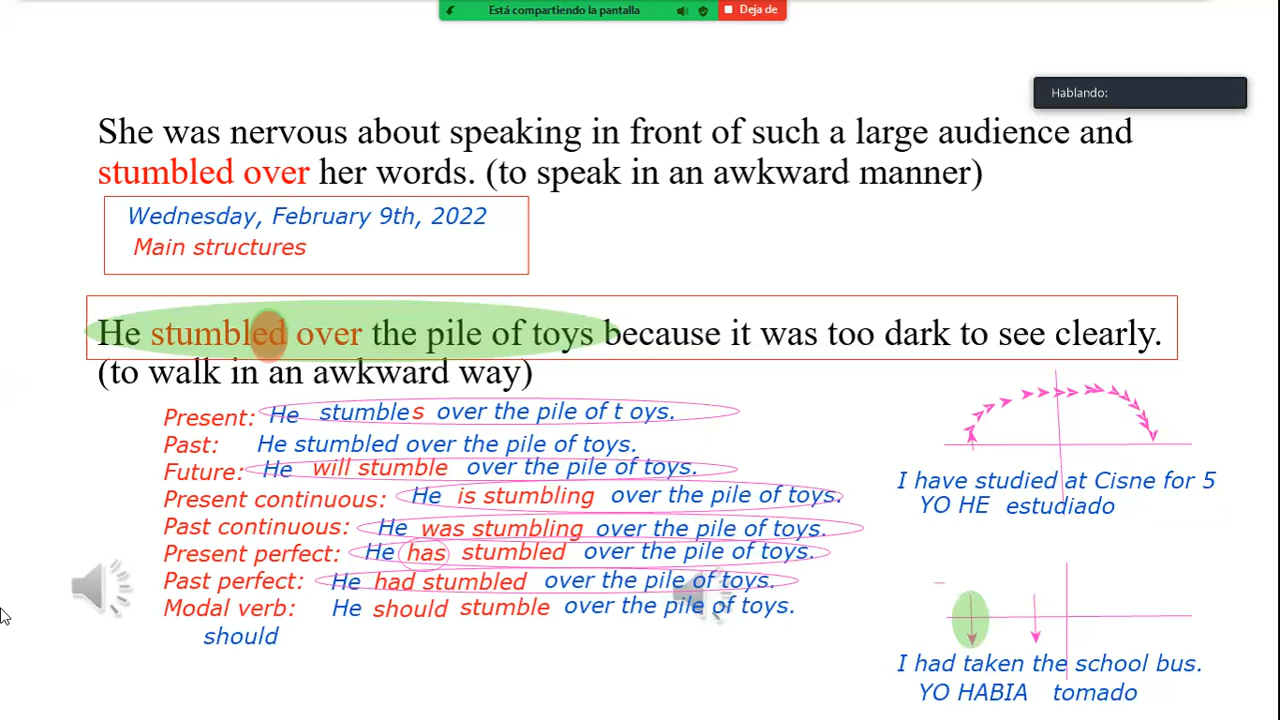 Está compartiendo la pantalla
Deja de
Hablando:
She was nervous about speaking in front of such a large audience and
stumbled over her words. (to speak in an awkward manner)
Wednesday, February 9th, 2022
Main structures
He stumbled over the pile of toys because it was too dark to see clearly.
(to walk in an awkward way)
Present: He stumbles over the pile of t oys.
Past: He stumbled over the pile of toys.
Future: He will stumble over the pile of toys.
Present continuous: He is stumbling over the pile of toys.
Past continuous: He was stumbling over the pile of toys.
Present perfect: He has stumbled over the pile of toys.
Past perfect: He had stumbled over the pile of toys.
Modal verb: He should stumble over the pile of toys.
should
I have studied at Cisne for 5
YO HE estudiado
I had taken the school bus.
YO HABIA tomado